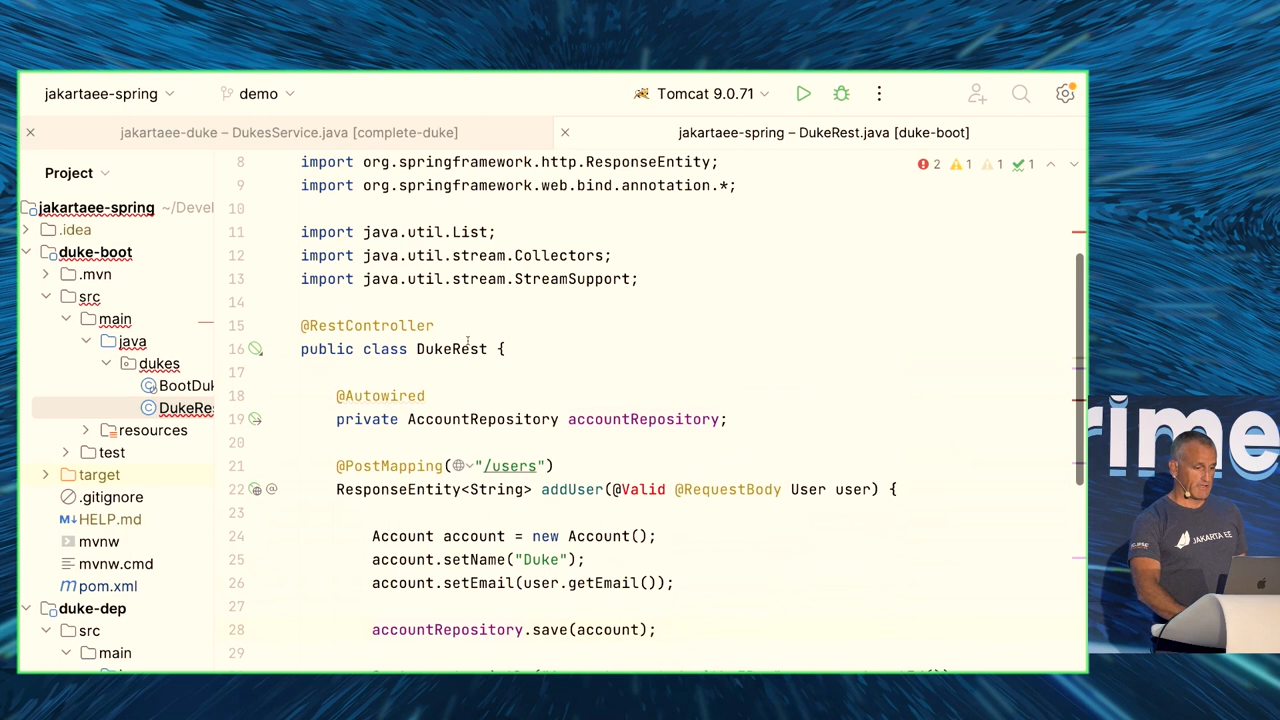 jakartaee-spring
demo
Tomcat 9.0.71
jakartaee-duke – DukesService.java [complete-duke]
jakartaee-spring – DukeRest.java [duke-boot]
Project
jakartaee-spring ~/Devel
.idea
duke-boot
.mvn
src
main
java
dukes
BootDuk
DukeRes
resources
test
target
.gitignore
HELP.md
mvnw
mvnw.cmd
pom.xml
duke-dep
src
main
2 1 1 1
8 import org.springframework.http.ResponseEntity;
9 import org.springframework.web.bind.annotation.*;
10
11 import java.util.List;
12 import java.util.stream.Collectors;
13 import java.util.stream.StreamSupport;
14
15 @RestController
16 public class DukeRest {
17
18 @Autowired
19 private AccountRepository accountRepository;
20
21 @PostMapping("/users")
22 ResponseEntity<String> addUser(@Valid @RequestBody User user) {
23
24 Account account = new Account();
25 account.setName("Duke");
26 account.setEmail(user.getEmail());
27
28 accountRepository.save(account);
29
rime
JAKARTA EE